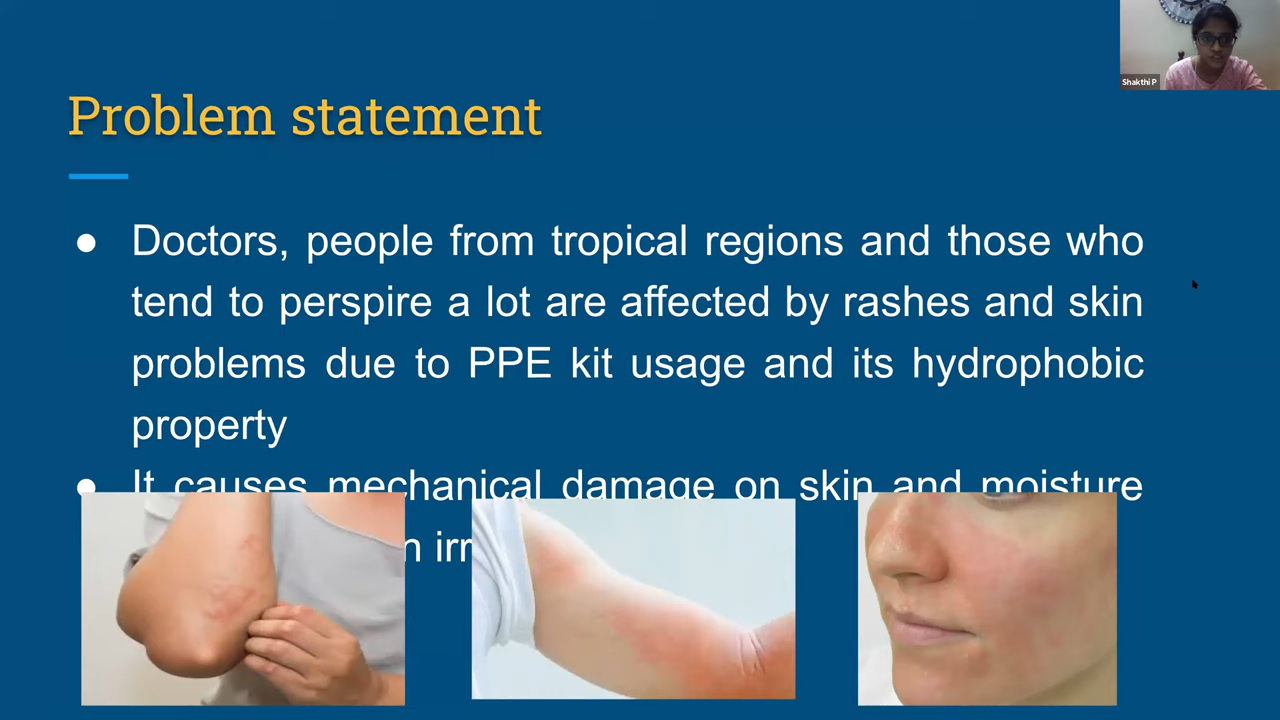 Shakthi P
Problem statement
● Doctors, people from tropical regions and those who
tend to perspire a lot are affected by rashes and skin
problems due to PPE kit usage and its hydrophobic
property
● It causes mechanical damage on skin and moisture